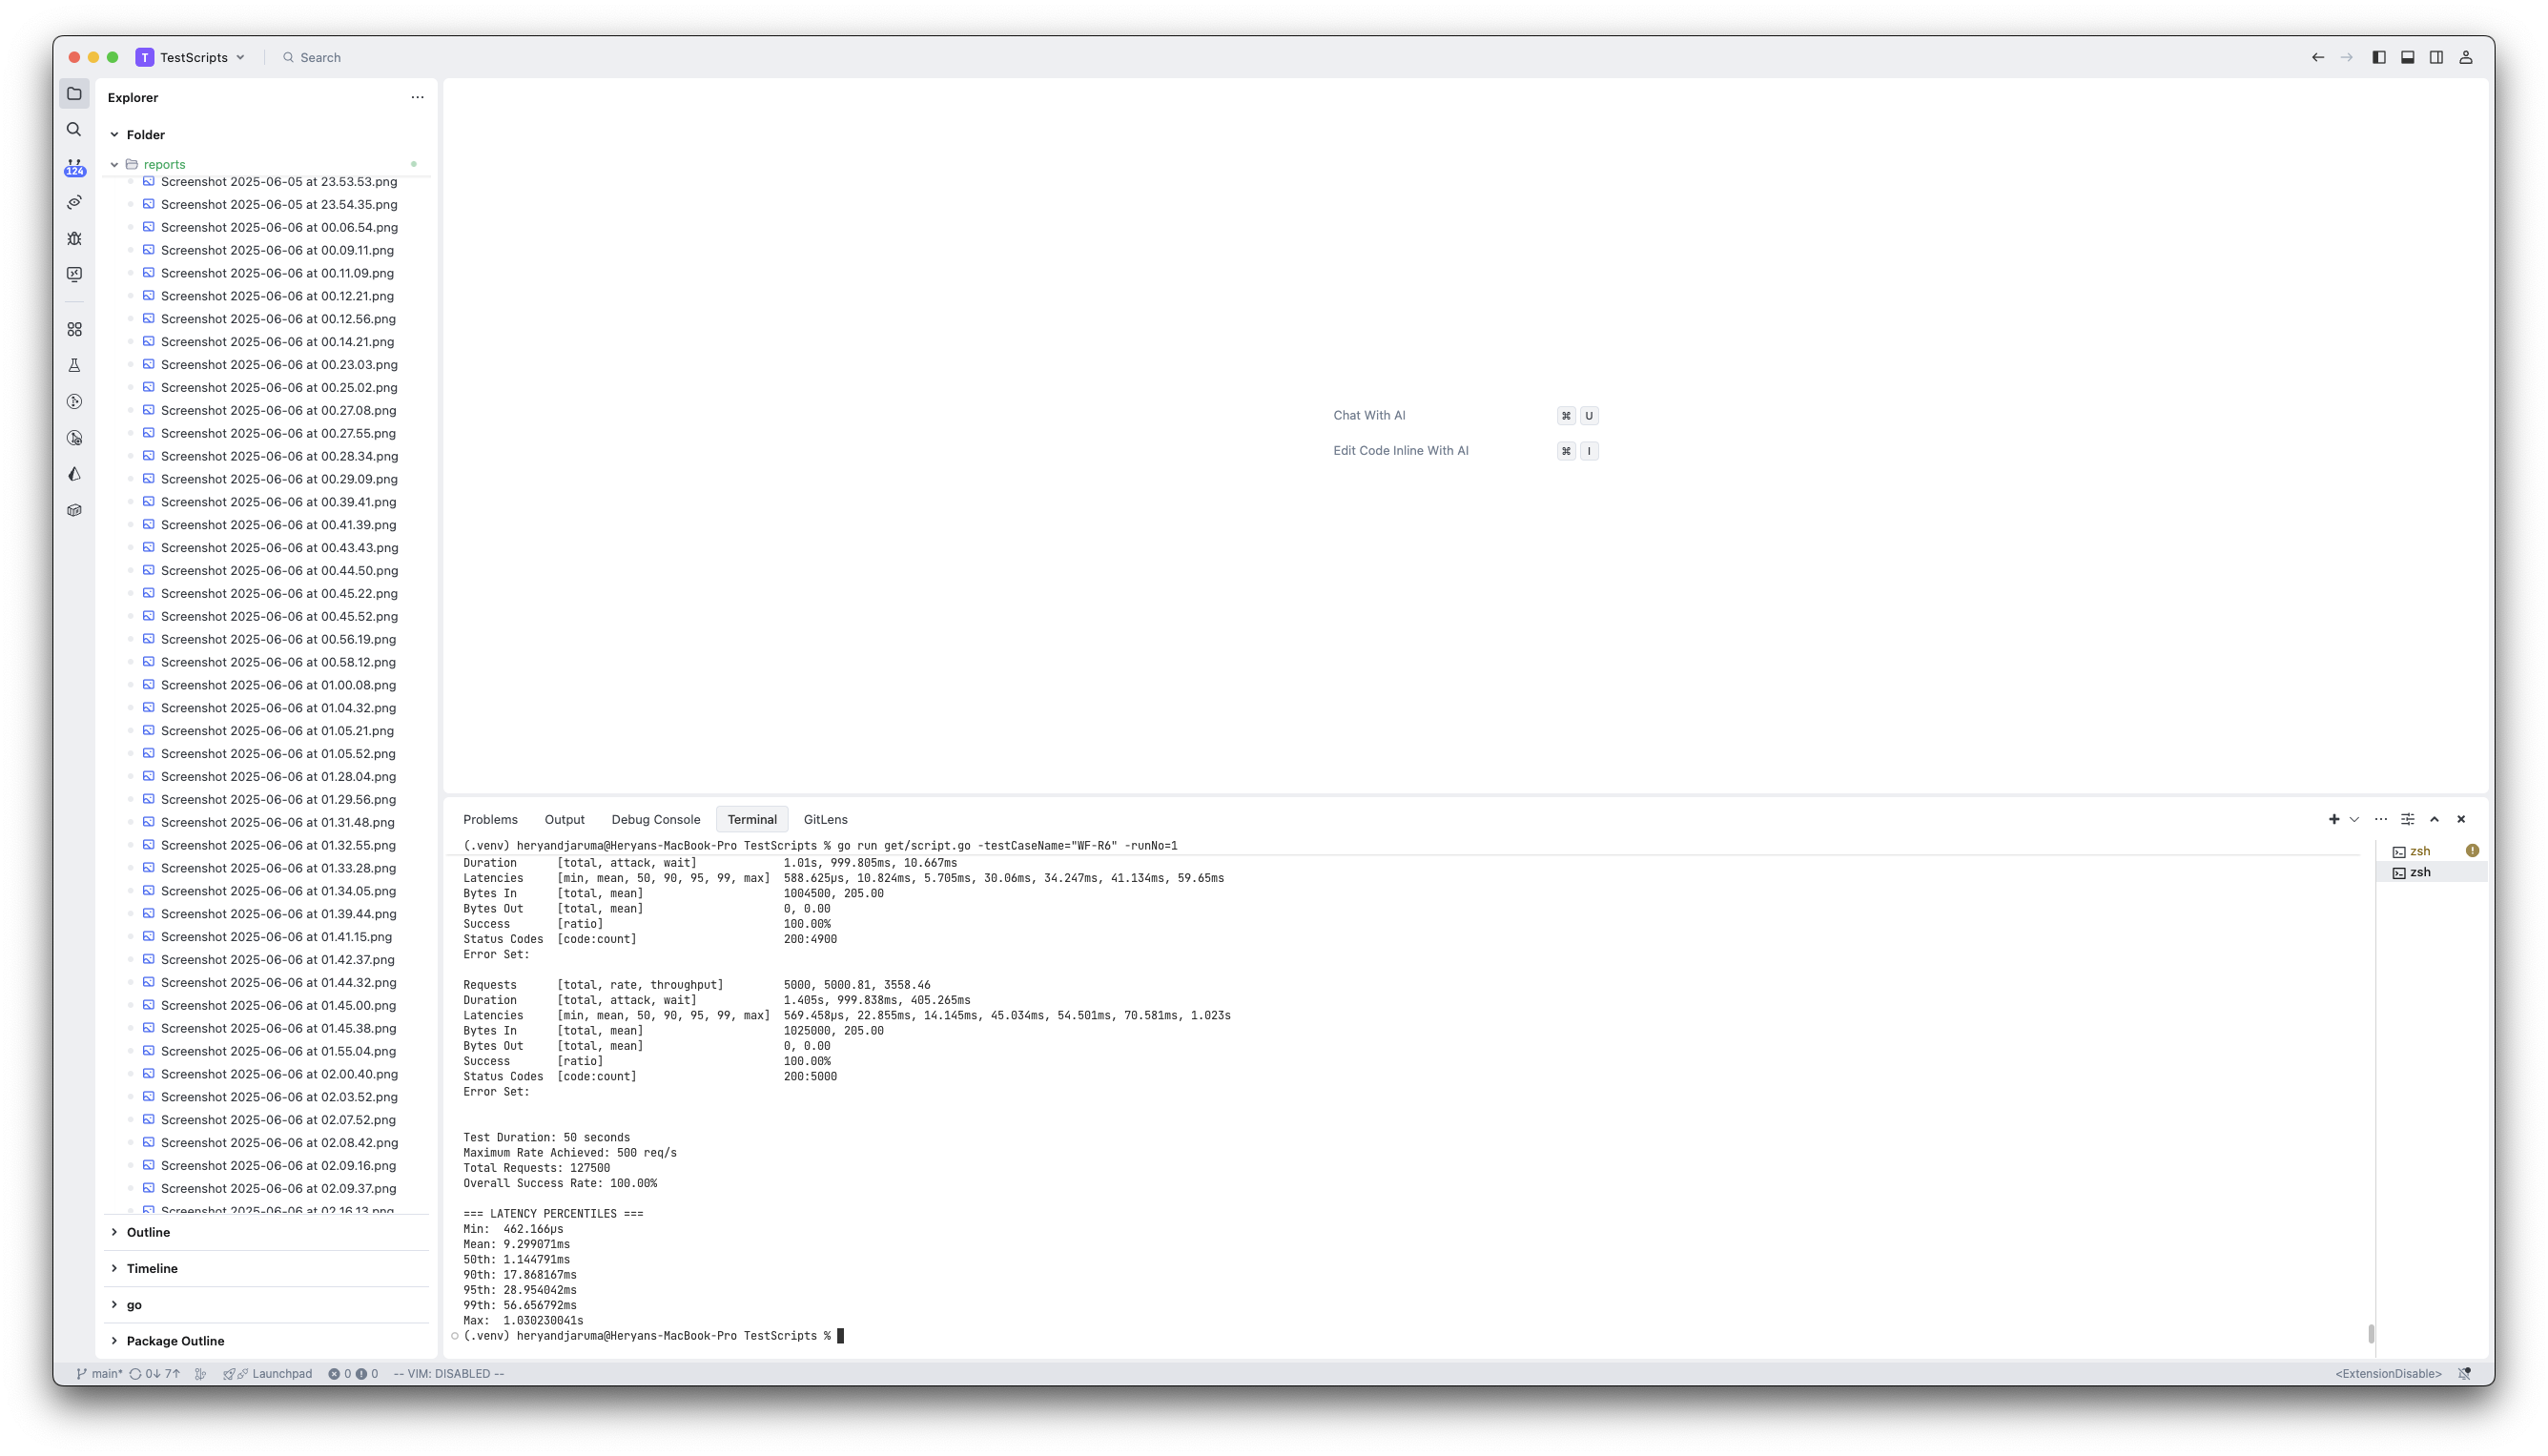 T TestScripts
Search
Explorer
Folder
124
reports
Screenshot 2025-06-05 at 23.53.53.png
Screenshot 2025-06-05 at 23.54.35.png
Screenshot 2025-06-06 at 00.06.54.png
Screenshot 2025-06-06 at 00.09.11.png
Screenshot 2025-06-06 at 00.11.09.png
Screenshot 2025-06-06 at 00.12.21.png
Screenshot 2025-06-06 at 00.12.56.png
Screenshot 2025-06-06 at 00.14.21.png
Screenshot 2025-06-06 at 00.23.03.png
Screenshot 2025-06-06 at 00.25.02.png
Screenshot 2025-06-06 at 00.27.08.png
Screenshot 2025-06-06 at 00.27.55.png
Screenshot 2025-06-06 at 00.28.34.png
Screenshot 2025-06-06 at 00.29.09.png
Screenshot 2025-06-06 at 00.39.41.png
Screenshot 2025-06-06 at 00.41.39.png
Screenshot 2025-06-06 at 00.43.43.png
Screenshot 2025-06-06 at 00.44.50.png
Screenshot 2025-06-06 at 00.45.22.png
Screenshot 2025-06-06 at 00.45.52.png
Screenshot 2025-06-06 at 00.56.19.png
Screenshot 2025-06-06 at 00.58.12.png
Screenshot 2025-06-06 at 01.00.08.png
Screenshot 2025-06-06 at 01.04.32.png
Screenshot 2025-06-06 at 01.05.21.png
Screenshot 2025-06-06 at 01.05.52.png
Screenshot 2025-06-06 at 01.28.04.png
Screenshot 2025-06-06 at 01.29.56.png
Screenshot 2025-06-06 at 01.31.48.png
Screenshot 2025-06-06 at 01.32.55.png
Screenshot 2025-06-06 at 01.33.28.png
Screenshot 2025-06-06 at 01.34.05.png
Screenshot 2025-06-06 at 01.39.44.png
Screenshot 2025-06-06 at 01.41.15.png
Screenshot 2025-06-06 at 01.42.37.png
Screenshot 2025-06-06 at 01.44.32.png
Screenshot 2025-06-06 at 01.45.00.png
Screenshot 2025-06-06 at 01.45.38.png
Screenshot 2025-06-06 at 01.55.04.png
Screenshot 2025-06-06 at 02.00.40.png
Screenshot 2025-06-06 at 02.03.52.png
Screenshot 2025-06-06 at 02.07.52.png
Screenshot 2025-06-06 at 02.08.42.png
Screenshot 2025-06-06 at 02.09.16.png
Screenshot 2025-06-06 at 02.09.37.png
Screenshot 2025-06-06 at 02.16.13.png
Outline
Timeline
go
Package Outline
Chat With AI ⌘ U
Edit Code Inline With AI ⌘ I
Problems Output Debug Console Terminal GitLens
(.venv) heryandjaruma@Heryans-MacBook-Pro TestScripts % go run get/script.go -testCaseName="WF-R6" -runNo=1
Duration [total, attack, wait] 1.01s, 999.805ms, 10.667ms
Latencies [min, mean, 50, 90, 95, 99, max] 588.625µs, 10.824ms, 5.705ms, 30.06ms, 34.247ms, 41.134ms, 59.65ms
Bytes In [total, mean] 1004500, 205.00
Bytes Out [total, mean] 0, 0.00
Success [ratio] 100.00%
Status Codes [code:count] 200:4900
Error Set:
Requests [total, rate, throughput] 5000, 5000.81, 3558.46
Duration [total, attack, wait] 1.405s, 999.838ms, 405.265ms
Latencies [min, mean, 50, 90, 95, 99, max] 569.458µs, 22.855ms, 14.145ms, 45.034ms, 54.501ms, 70.581ms, 1.023s
Bytes In [total, mean] 1025000, 205.00
Bytes Out [total, mean] 0, 0.00
Success [ratio] 100.00%
Status Codes [code:count] 200:5000
Error Set:
Test Duration: 50 seconds
Maximum Rate Achieved: 500 req/s
Total Requests: 127500
Overall Success Rate: 100.00%
=== LATENCY PERCENTILES ===
Min: 462.166µs
Mean: 9.299071ms
50th: 1.144791ms
90th: 17.868167ms
95th: 28.954042ms
99th: 56.656792ms
Max: 1.030230041s
(.venv) heryandjaruma@Heryans-MacBook-Pro TestScripts %
zsh
zsh
main* 0↓ 7↑ Launchpad 0 0 -- VIM: DISABLED --
<ExtensionDisable>